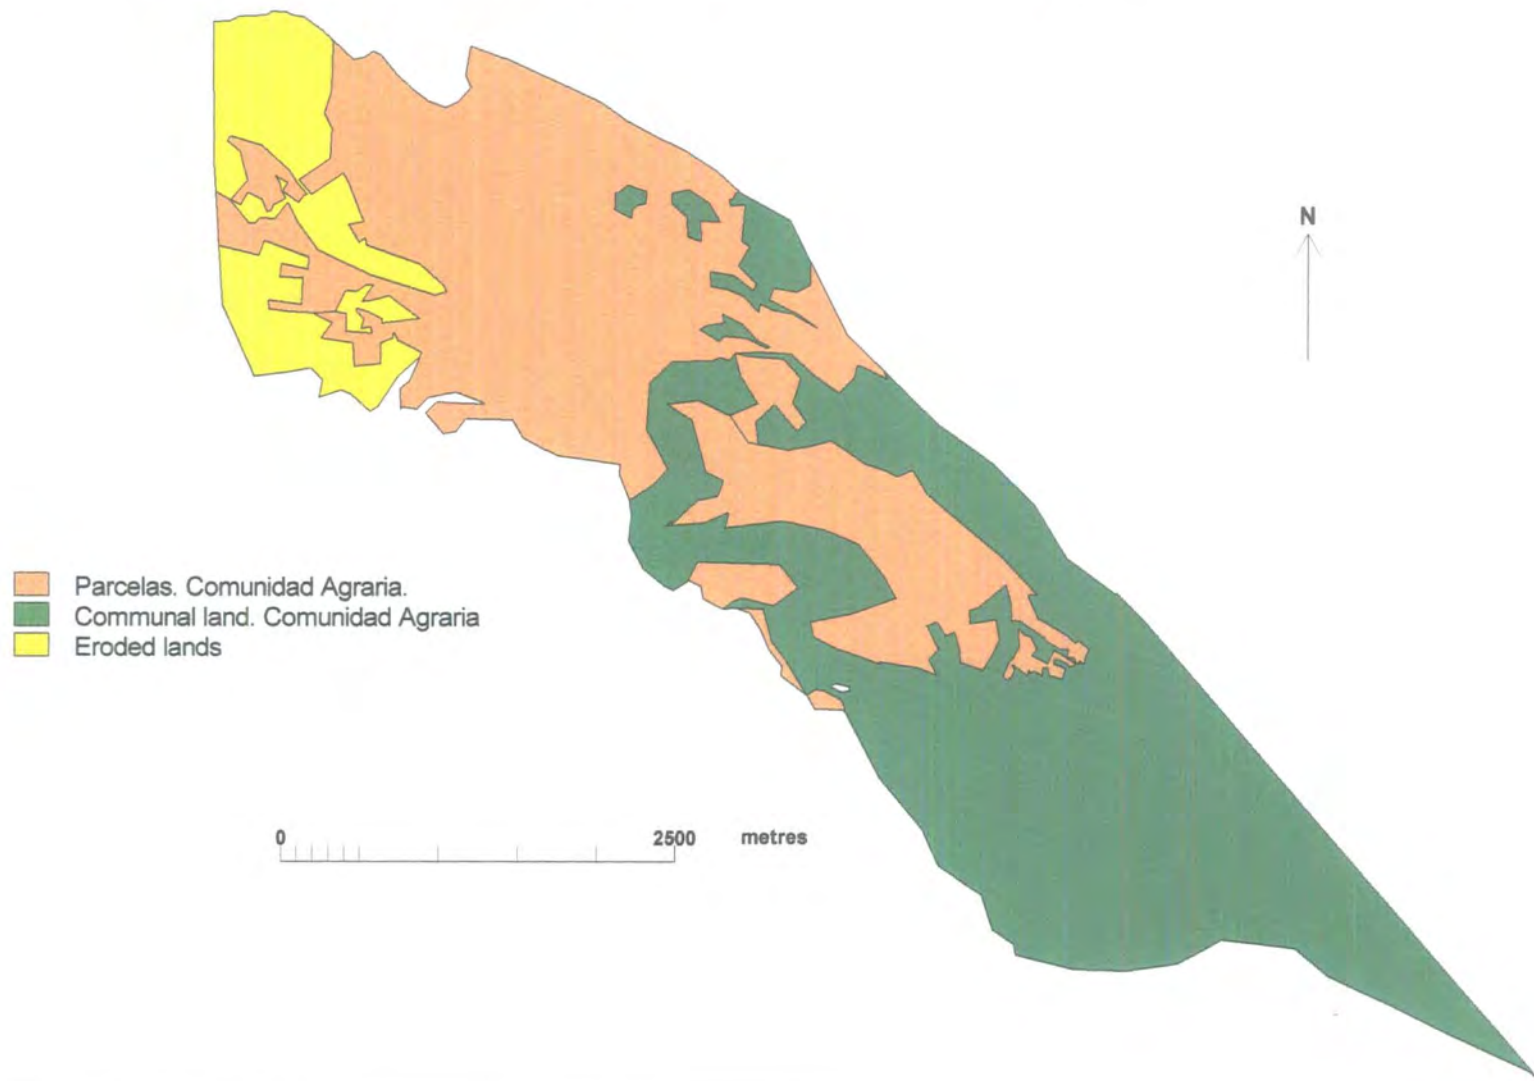 N
Parcelas. Comunidad Agraria.
Communal land. Comunidad Agraria
Eroded lands
0 2500 metres